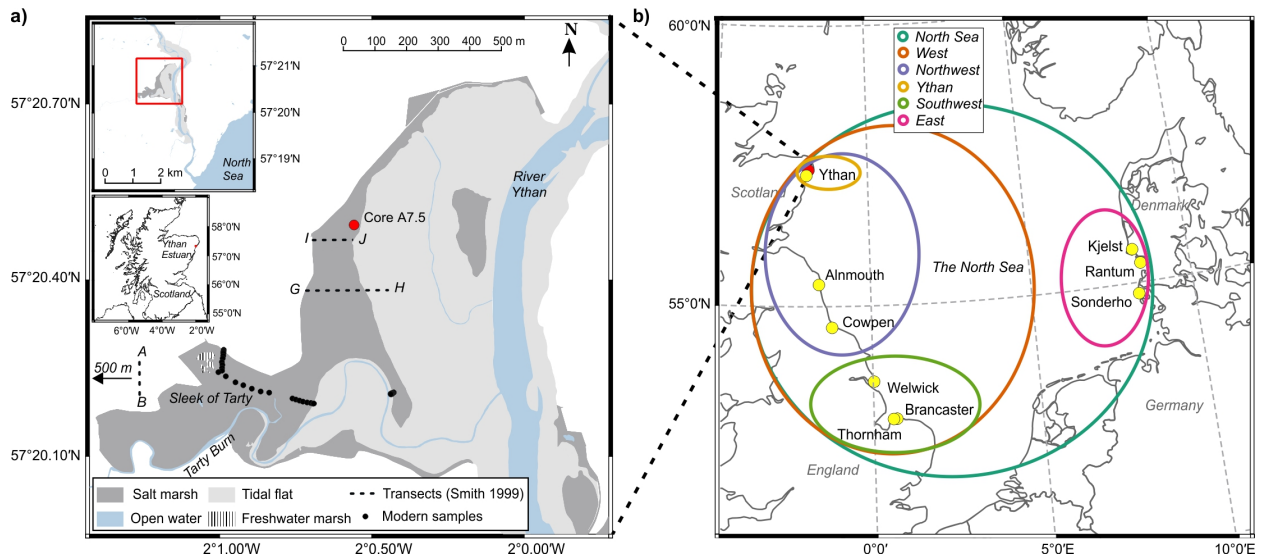 a)
57°21'N
57°20'N
57°19'N
North
Sea
0 1 2 km
58°0'N
57°0'N
56°0'N
55°0'N
Ythan
Estuary
Scotland
6°0'W 4°0'W 2°0'W
0 100 200 300 400 500 m
N
57°20.70'N
57°20.40'N
57°20.10'N
River
Ythan
Core A7.5
I J
G H
A
500 m
B
Sleek of Tarty
Tarty Burn
Salt marsh
Tidal flat
Transects (Smith 1999)
Open water
Freshwater marsh
Modern samples
2°1.00'W 2°0.50'W 2°0.00'W
b)
60°0'N
55°0'N
North Sea
West
Northwest
Ythan
Southwest
East
Ythan
Scotland
Denmark
Kjelst
Rantum
Sonderho
Alnmouth
The North Sea
Cowpen
Welwick
Brancaster
Thornham
England
Germany
0°0' 5°0'E 10°0'E